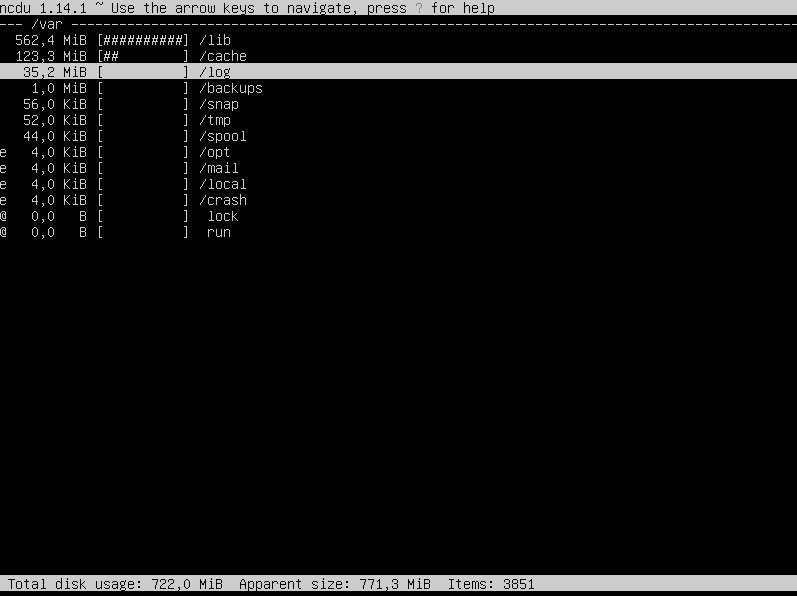 ncdu 1.14.1 ~ Use the arrow keys to navigate, press ? for help
--- /var -------------------------------------------------------------------------------------------
562,4 MiB [##########] /lib
123,3 MiB [##        ] /cache
35,2 MiB [          ] /log
1,0 MiB [          ] /backups
56,0 KiB [          ] /snap
52,0 KiB [          ] /tmp
44,0 KiB [          ] /spool
e   4,0 KiB [          ] /opt
e   4,0 KiB [          ] /mail
e   4,0 KiB [          ] /local
e   4,0 KiB [          ] /crash
@   0,0   B [          ]  lock
@   0,0   B [          ]  run
Total disk usage: 722,0 MiB  Apparent size: 771,3 MiB  Items: 3851